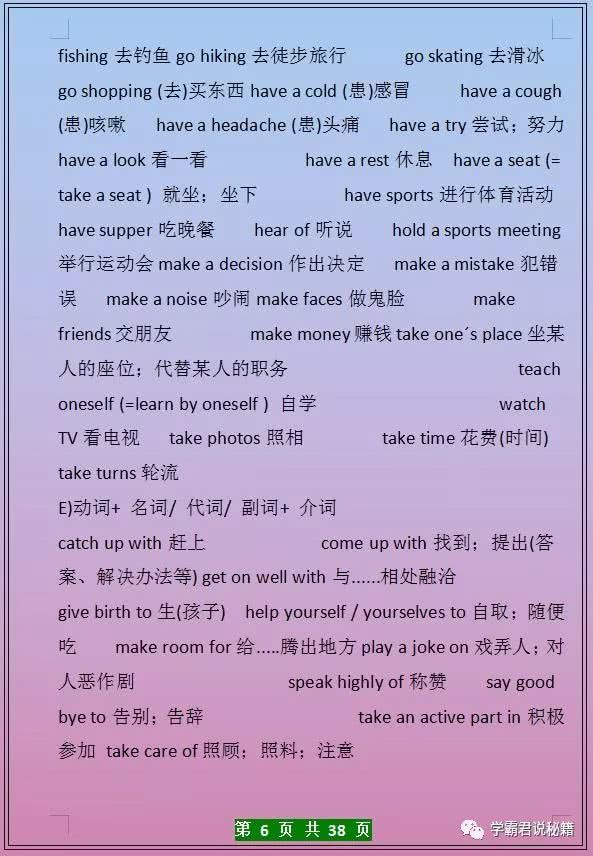 fishing 去钓鱼 go hiking 去徒步旅行 go skating 去滑冰
go shopping (去)买东西 have a cold (患)感冒 have a cough
(患)咳嗽 have a headache (患)头痛 have a try 尝试；努力
have a look 看一看 have a rest 休息 have a seat (=
take a seat ) 就坐；坐下 have sports 进行体育活动
have supper 吃晚餐 hear of 听说 hold a sports meeting
举行运动会 make a decision 作出决定 make a mistake 犯错
误 make a noise 吵闹 make faces 做鬼脸 make
friends 交朋友 make money 赚钱 take one´s place 坐某
人的座位；代替某人的职务 teach
oneself (=learn by oneself ) 自学 watch
TV 看电视 take photos 照相 take time 花费(时间)
take turns 轮流
E)动词+ 名词/ 代词/ 副词+ 介词
catch up with 赶上 come up with 找到；提出(答
案、解决办法等) get on well with 与......相处融洽
give birth to 生(孩子) help yourself / yourselves to 自取；随便
吃 make room for 给.....腾出地方 play a joke on 戏弄人；对
人恶作剧 speak highly of 称赞 say good
bye to 告别；告辞 take an active part in 积极
参加 take care of 照顾；照料；注意
第 6 页 共 38 页
学霸君说秘籍